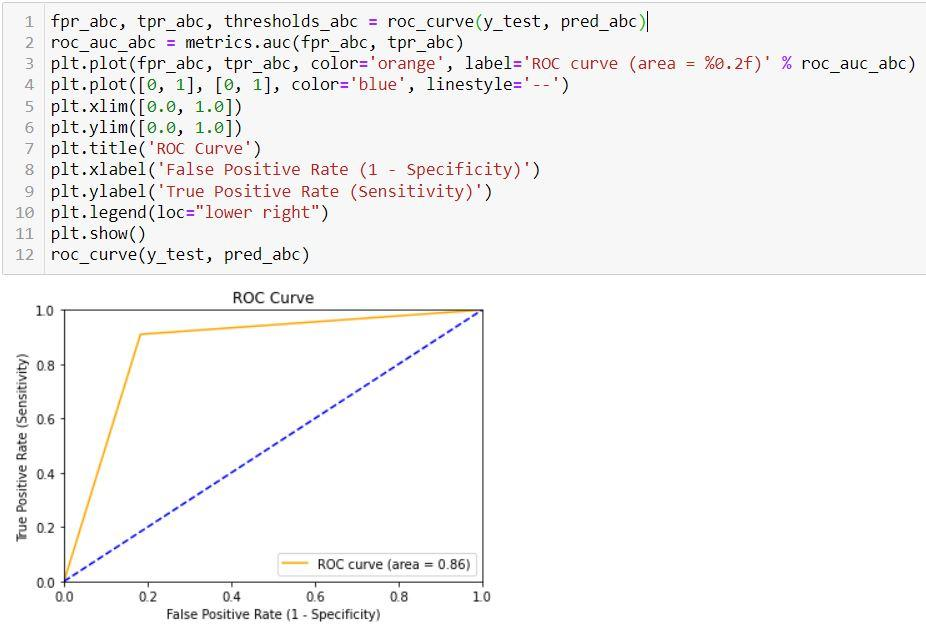 1 fpr_abc, tpr_abc, thresholds_abc = roc_curve(y_test, pred_abc)
2 roc_auc_abc = metrics.auc(fpr_abc, tpr_abc)
3 plt.plot(fpr_abc, tpr_abc, color='orange', label='ROC curve (area = %0.2f)' % roc_auc_abc)
4 plt.plot([0, 1], [0, 1], color='blue', linestyle='--')
5 plt.xlim([0.0, 1.0])
6 plt.ylim([0.0, 1.0])
7 plt.title('ROC Curve')
8 plt.xlabel('False Positive Rate (1 - Specificity)')
9 plt.ylabel('True Positive Rate (Sensitivity)')
10 plt.legend(loc="lower right")
11 plt.show()
12 roc_curve(y_test, pred_abc)
ROC Curve
True Positive Rate (Sensitivity)
1.0
0.8
0.6
0.4
0.2
0.0
ROC curve (area = 0.86)
0.0 0.2 0.4 0.6 0.8 1.0
False Positive Rate (1 - Specificity)